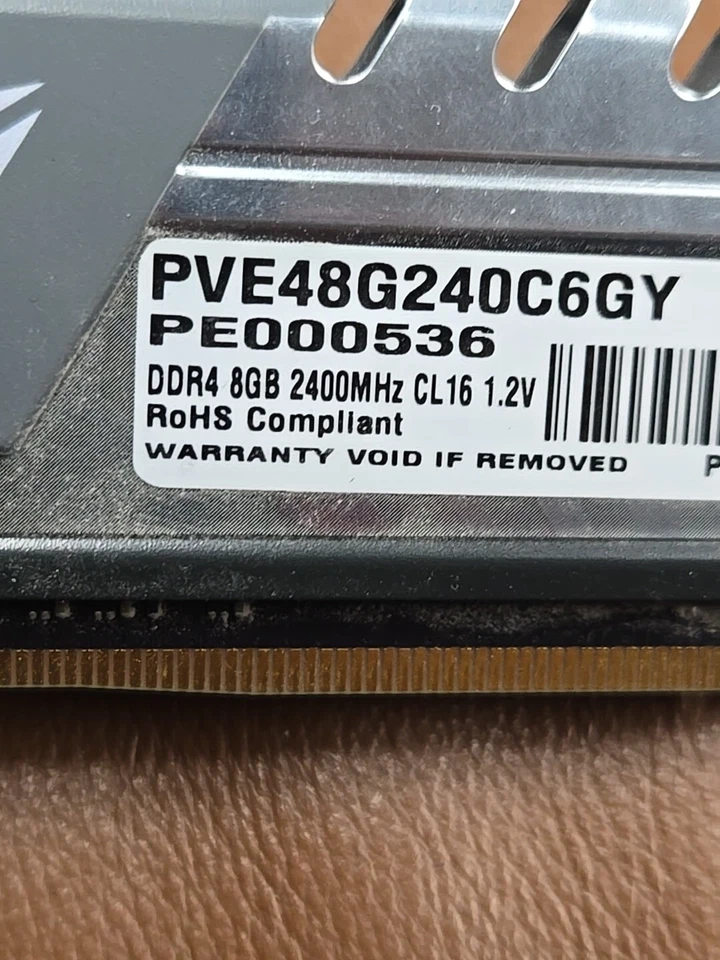 PVE48G240C6GY
PE000536
DDR4 8GB 2400MHz CL16 1.2V
RoHS Compliant
WARRANTY VOID IF REMOVED
P